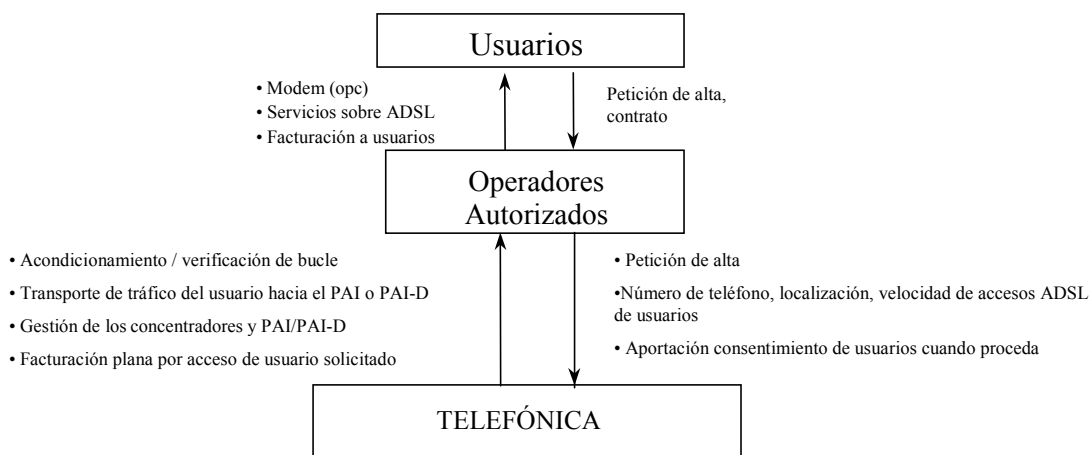 Usuarios
• Modem (opc)
• Servicios sobre ADSL
• Facturación a usuarios
Petición de alta,
contrato
Operadores
Autorizados
• Acondicionamiento / verificación de bucle
• Transporte de tráfico del usuario hacia el PAI o PAI-D
• Gestión de los concentradores y PAI/PAI-D
• Facturación plana por acceso de usuario solicitado
• Petición de alta
•Número de teléfono, localización, velocidad de accesos ADSL
de usuarios
• Aportación consentimiento de usuarios cuando proceda
TELEFÓNICA